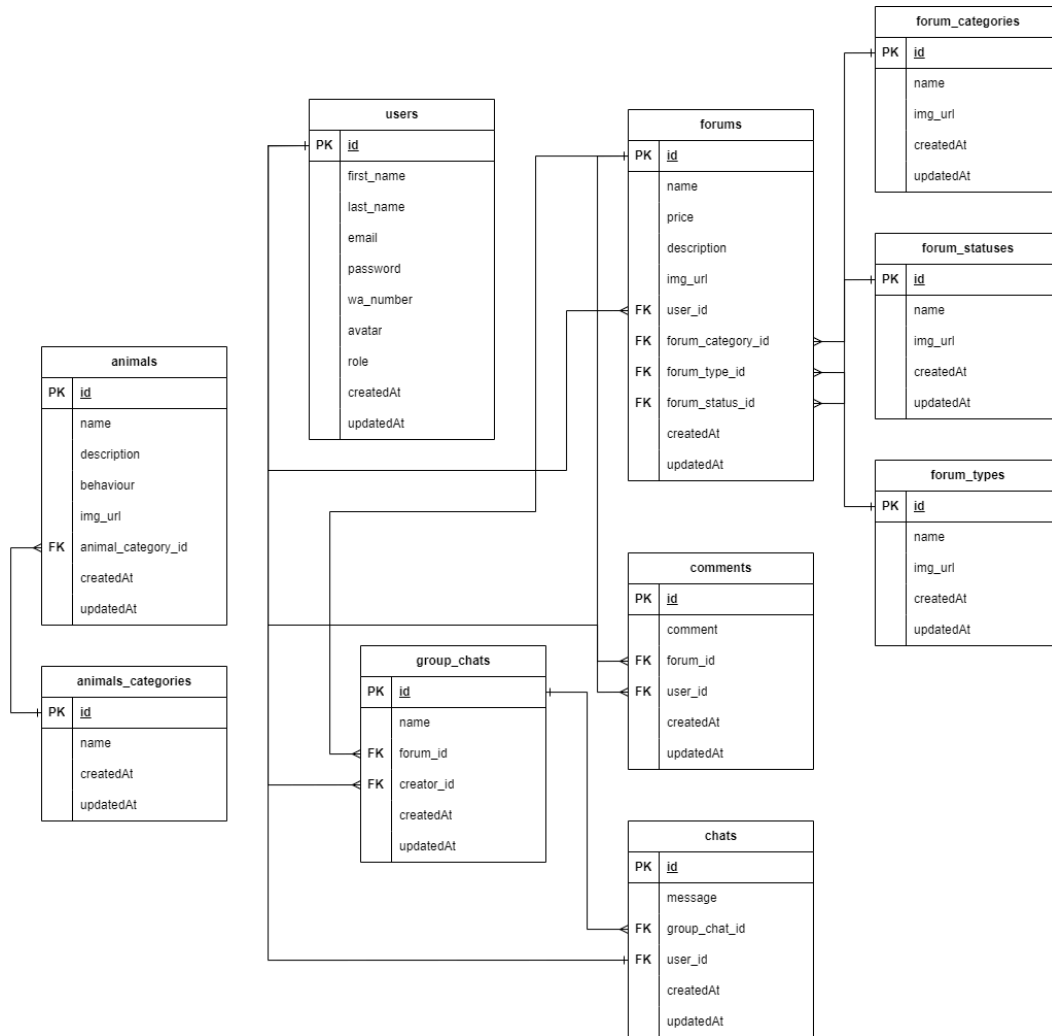 forum_categories
PK id
name
img_url
createdAt
updatedAt
users
PK id
first_name
last_name
email
password
wa_number
avatar
role
createdAt
updatedAt
forums
PK id
name
price
description
img_url
FK user_id
FK forum_category_id
FK forum_type_id
FK forum_status_id
createdAt
updatedAt
forum_statuses
PK id
name
img_url
createdAt
updatedAt
animals
PK id
name
description
behaviour
img_url
FK animal_category_id
createdAt
updatedAt
forum_types
PK id
name
img_url
createdAt
updatedAt
comments
PK id
comment
FK forum_id
FK user_id
createdAt
updatedAt
group_chats
PK id
name
FK forum_id
FK creator_id
createdAt
updatedAt
animals_categories
PK id
name
createdAt
updatedAt
chats
PK id
message
FK group_chat_id
FK user_id
createdAt
updatedAt